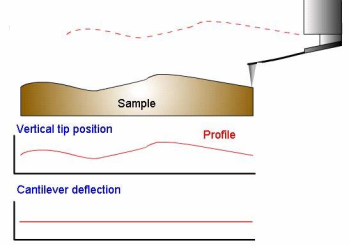 Sample
Vertical tip position
Profile
Cantilever deflection